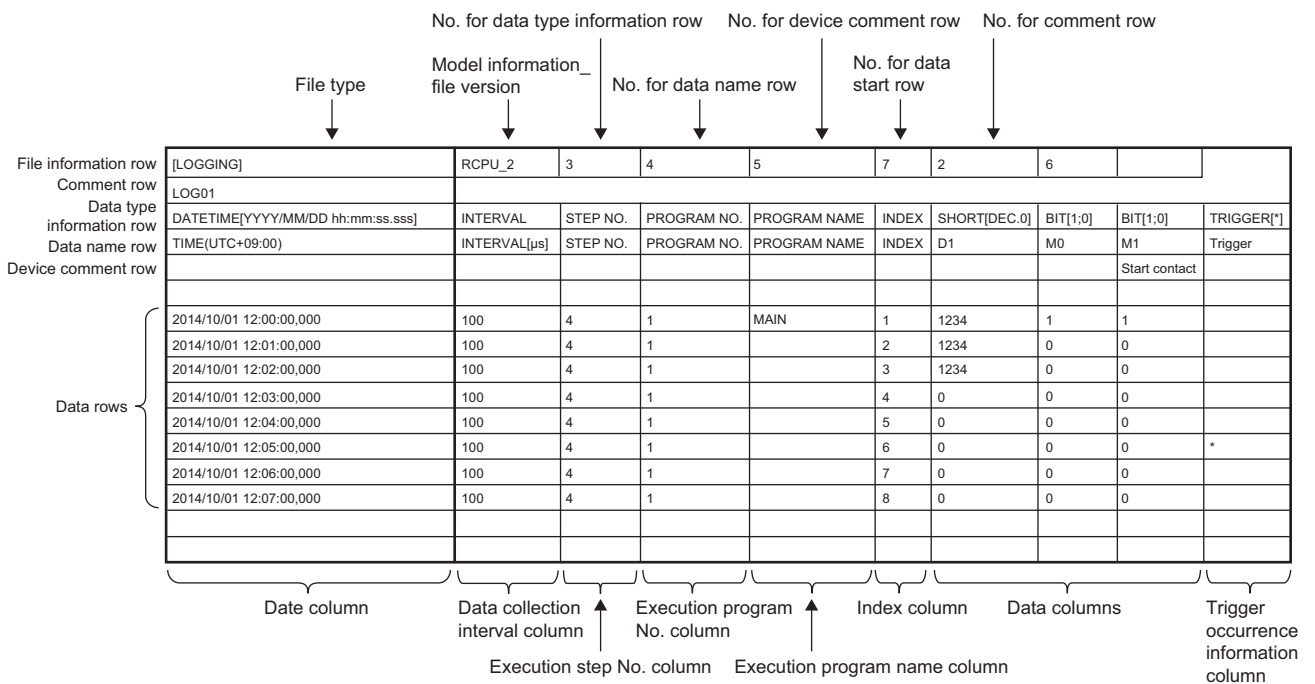 No. for data type information row No. for device comment row No. for comment row
Model information_
file version
No. for data
start row
File type
No. for data name row
File information row [LOGGING] RCPU_2 3 4 5 7 2 6
Comment row LOG01
Data type
information row DATETIME[YYYY/MM/DD hh:mm:ss.sss] INTERVAL STEP NO. PROGRAM NO. PROGRAM NAME INDEX SHORT[DEC.0] BIT[1;0] BIT[1;0] TRIGGER[*]
Data name row TIME(UTC+09:00) INTERVAL[µs] STEP NO. PROGRAM NO. PROGRAM NAME INDEX D1 M0 M1 Trigger
Device comment row Start contact
2014/10/01 12:00:00,000 100 4 1 MAIN 1 1234 1 1
2014/10/01 12:01:00,000 100 4 1 2 1234 0 0
2014/10/01 12:02:00,000 100 4 1 3 1234 0 0
Data rows 2014/10/01 12:03:00,000 100 4 1 4 0 0 0
2014/10/01 12:04:00,000 100 4 1 5 0 0 0
2014/10/01 12:05:00,000 100 4 1 6 0 0 0 *
2014/10/01 12:06:00,000 100 4 1 7 0 0 0
2014/10/01 12:07:00,000 100 4 1 8 0 0 0
Date column
Data collection
interval column
Execution program
No. column
Index column
Data columns
Trigger
occurrence
information
column
Execution step No. column Execution program name column